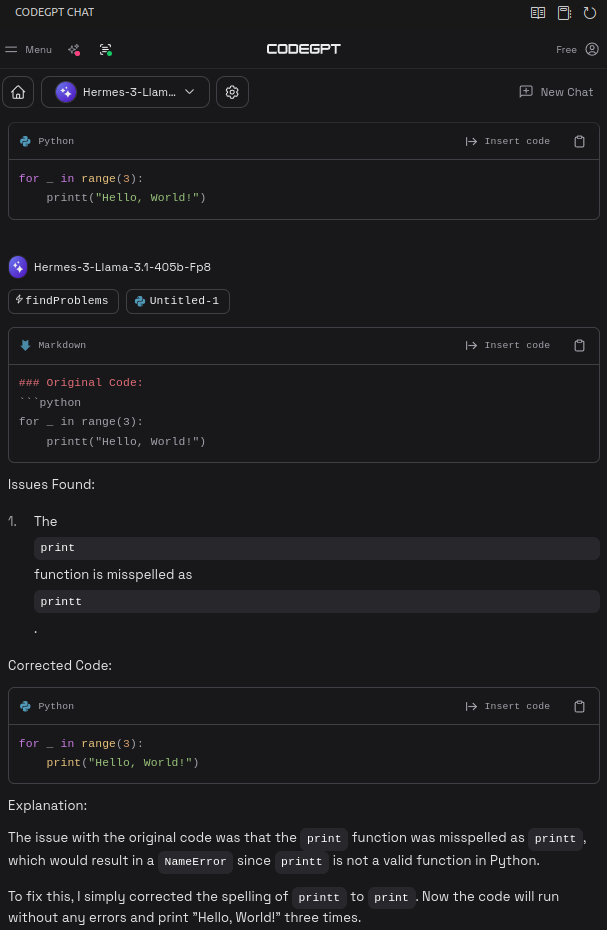 CODEGPT CHAT
Menu
CODEGPT
Free
Hermes-3-Llam...
New Chat
Python
Insert code
for _ in range(3):
    printt("Hello, World!")
Hermes-3-Llama-3.1-405b-Fp8
findProblems
Untitled-1
Markdown
Insert code
### Original Code:
```python
for _ in range(3):
    printt("Hello, World!")
Issues Found:
1. The
print
function is misspelled as
printt
.
Corrected Code:
Python
Insert code
for _ in range(3):
    print("Hello, World!")
Explanation:
The issue with the original code was that the print function was misspelled as printt,
which would result in a NameError since printt is not a valid function in Python.
To fix this, I simply corrected the spelling of printt to print. Now the code will run
without any errors and print "Hello, World!" three times.